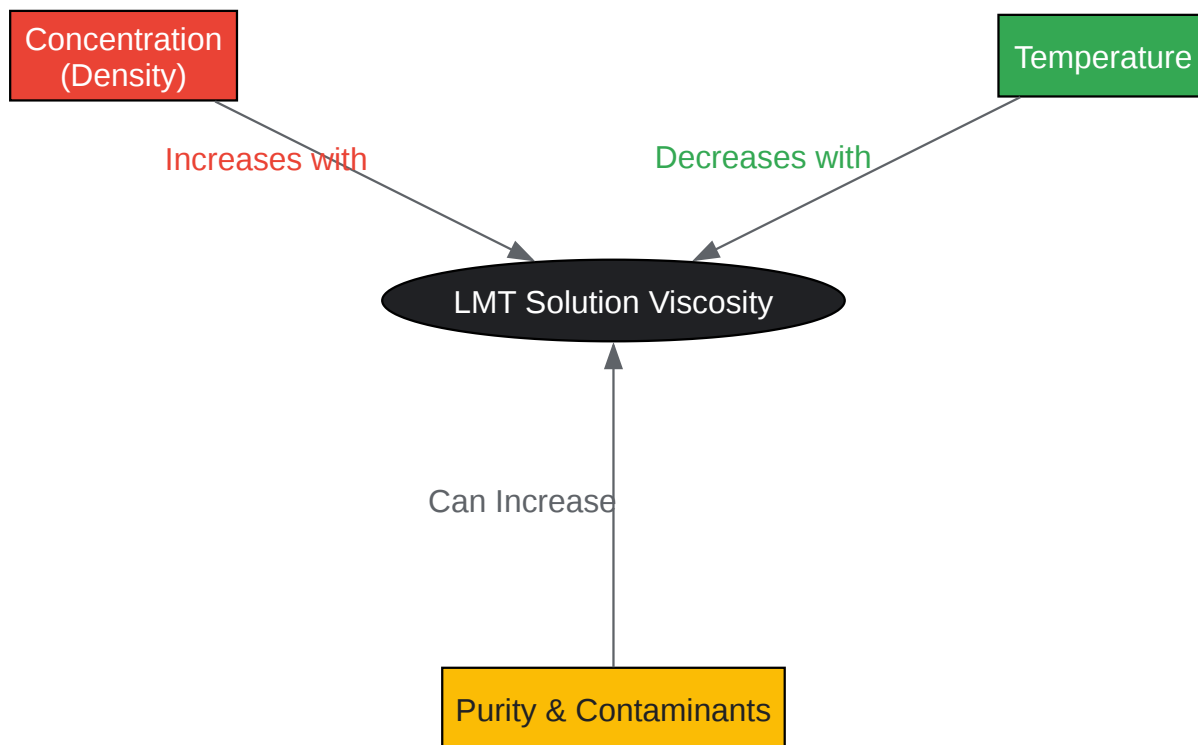 Concentration
(Density)
Temperature
Increases with
Decreases with
LMT Solution Viscosity
Can Increase
Purity & Contaminants